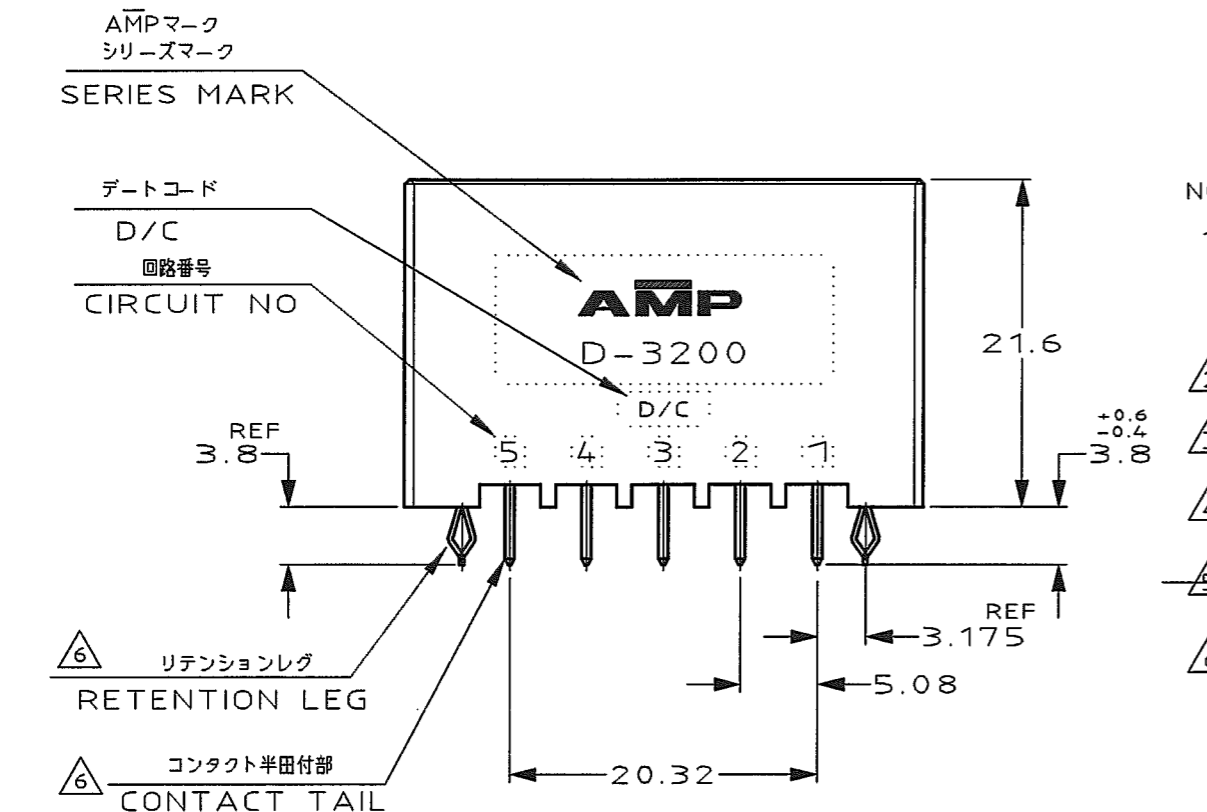 AMPマーク
シリーズマーク
SERIES MARK
デートコード
D/C
回路番号
CIRCUIT NO
AMP
D-3200
D/C
5 4 3 2 1
21.6
REF
3.8
+0.6
-0.4
3.8
REF
3.175
5.08
20.32
6 リテンションレグ
RETENTION LEG
6 コンタクト半田付部
CONTACT TAIL